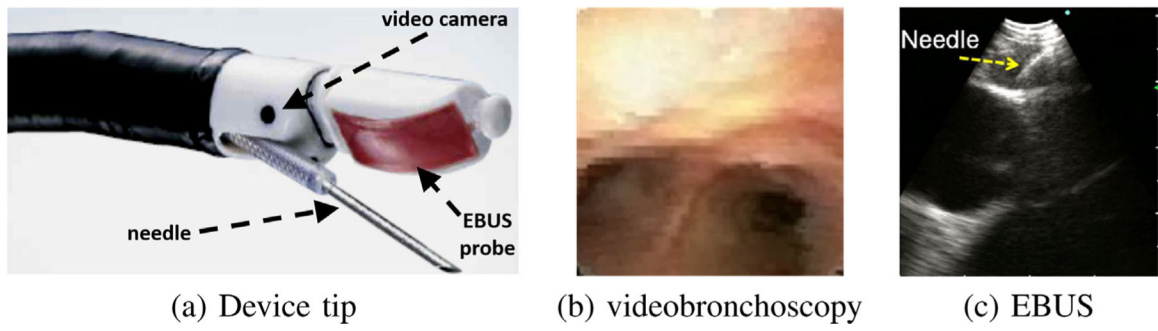 video camera
needle
EBUS
probe
Needle
(a) Device tip
(b) videobronchoscopy
(c) EBUS